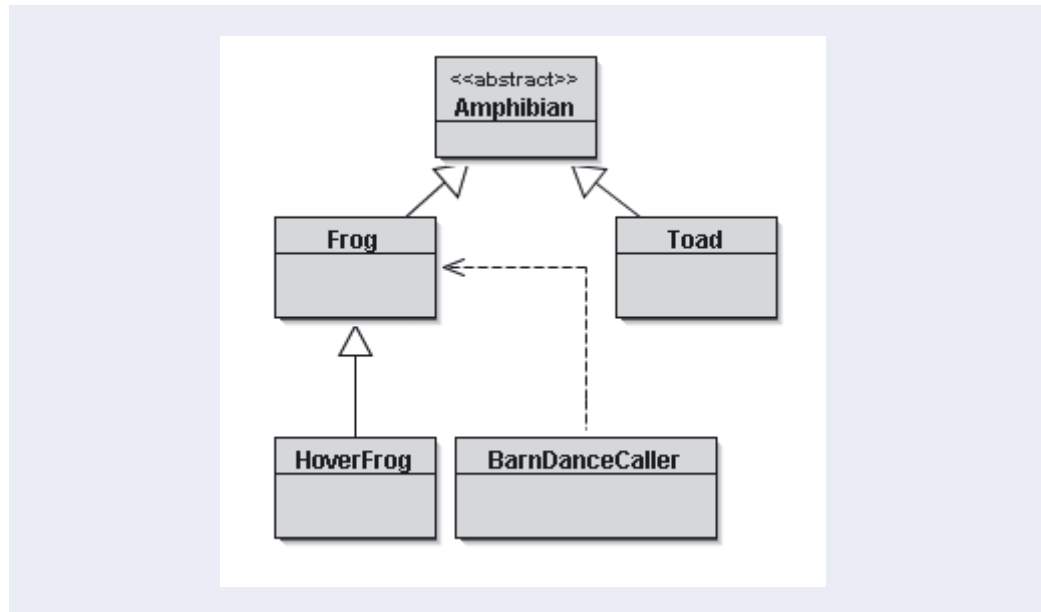 <<abstract>>
Amphibian
Frog
Toad
HoverFrog
BarnDanceCaller